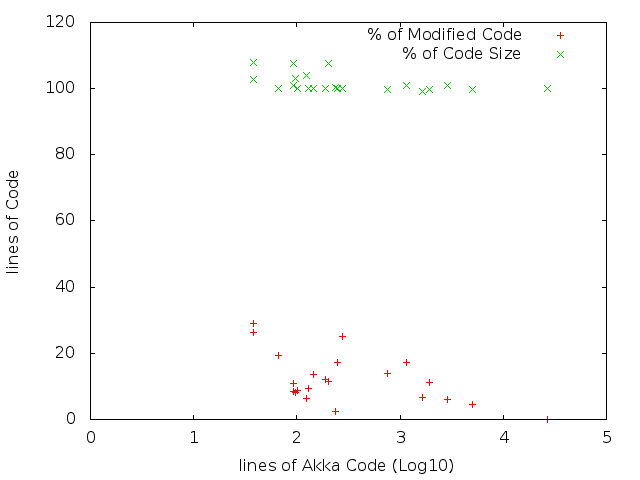 120
100
80
60
40
20
0
lines of Code
% of Modified Code
% of Code Size
0 1 2 3 4 5
lines of Akka Code (Log10)